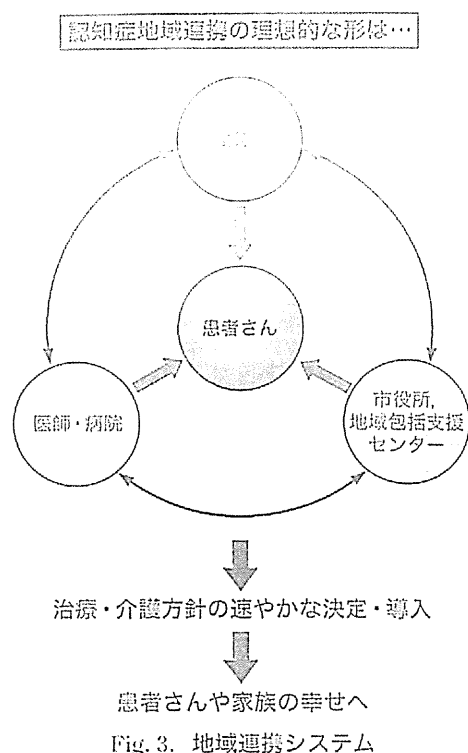 認知症地域連携の理想的な形は…
患者さん
医師・病院
市役所,
地域包括支援
センター
治療・介護方針の速やかな決定・導入
患者さんや家族の幸せへ
Fig. 3. 地域連携システム